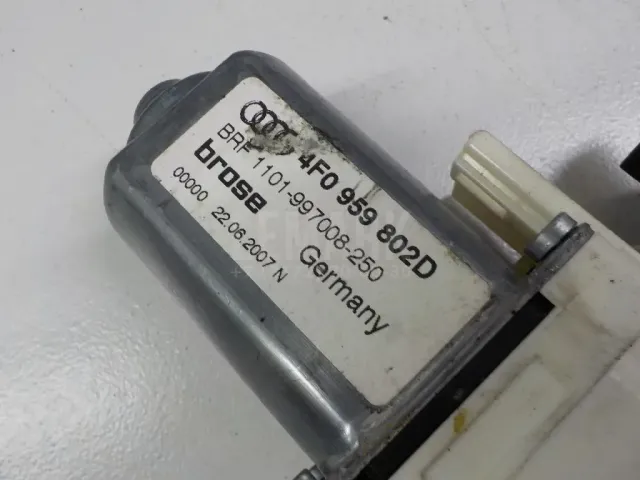 4F0 959 802D
BRF 1101-997008-250
brose
Germany
00000 22.06.2007 N